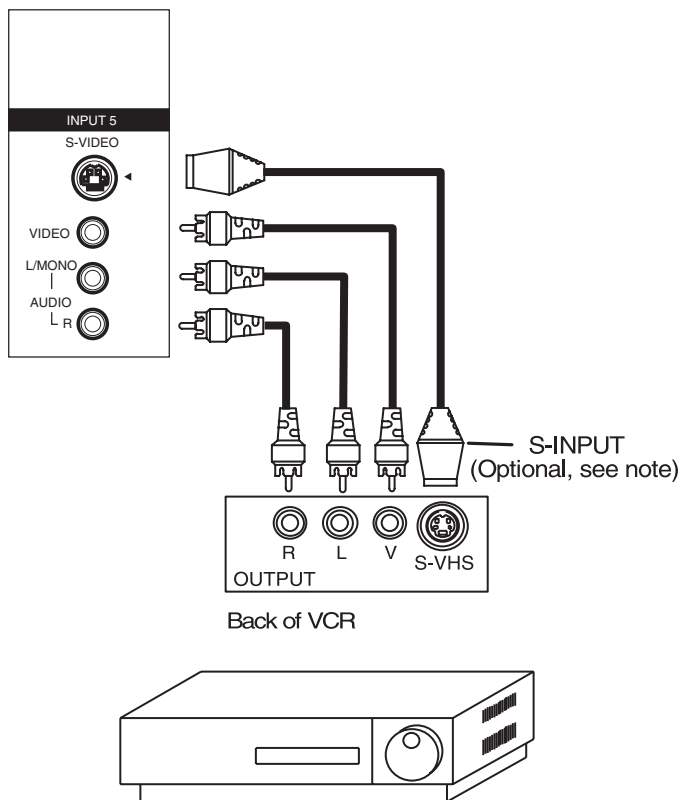 INPUT 5
S-VIDEO
VIDEO
L/MONO
AUDIO
R
S-INPUT
(Optional, see note)
R L V S-VHS
OUTPUT
Back of VCR